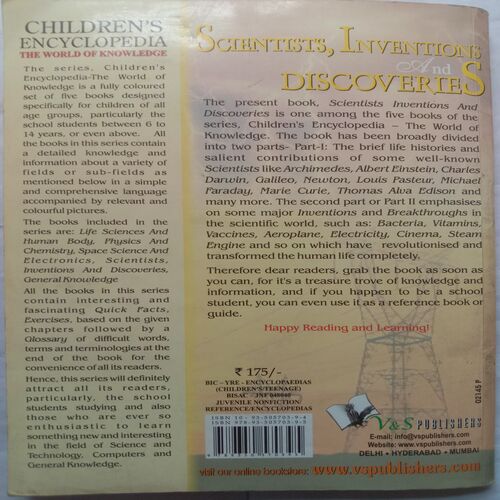 CHILDREN'S
ENCYCLOPEDIA
THE WORLD OF KNOWLEDGE
The series, Children's
Encyclopedia-The World of
Knowledge is a fully coloured
set of five books designed
specifically for children of all
age groups, particularly the
school students between 6 to
14 years, or even above. All
the books in this series contain
a detailed knowledge and
information about a variety of
fields or sub-fields as
mentioned below in a simple
and comprehensive language
accompanied by relevant and
colourful pictures.
The books included in the
series are: Life Sciences And
Human Body, Physics And
Chemistry, Space Science And
Electronics, Scientists,
Inventions And Discoveries,
General Knowledge
All the books in this series
contain interesting and
fascinating Quick Facts,
Exercises, based on the given
chapters followed by a
Glossary of difficult words,
terms and terminologies at the
end of the book for the
convenience of all its readers.
Hence, this series will definitely
attract all its readers,
particularly, the school
students studying and also
those who are ever so
enthusiastic to learn
something new and interesting
in the field of Science and
Technology, Computers and
General Knowledge.
SCIENTISTS, INVENTIONS
And
DISCOVERIES
The present book, Scientists Inventions And
Discoveries is one among the five books of the
series, Children's Encyclopedia – The World of
Knowledge. The book has been broadly divided
into two parts- Part-I: The brief life histories and
salient contributions of some well-known
Scientists like Archimedes, Albert Einstein, Charles
Darwin, Galileo, Newton, Louis Pasteur, Michael
Faraday, Marie Curie, Thomas Alva Edison and
many more. The second part or Part II emphasises
on some major Inventions and Breakthroughs in
the scientific world, such as: Bacteria, Vitamins,
Vaccines, Aeroplane, Electricity, Cinema, Steam
Engine and so on which have revolutionised and
transformed the human life completely.
Therefore dear readers, grab the book as soon as
you can, for it's a treasure trove of knowledge and
information, and if you happen to be a school
student, you can even use it as a reference book or
guide.
Happy Reading and Learning!
₹ 175/-
BIC – YRE - ENCYCLOPAEDIAS
(CHILDREN'S/TEENAGE)
BISAC – JNF 048040
JUVENILE NONFICTION/
REFERENCE/ENCYCLOPEDIAS
02145 P
V&S PUBLISHERS
E-mail: info@vspublishers.com
Website: www.vspublishers.com
DELHI • HYDERABAD • MUMBAI
visit our online bookstore: www.vspublishers.com